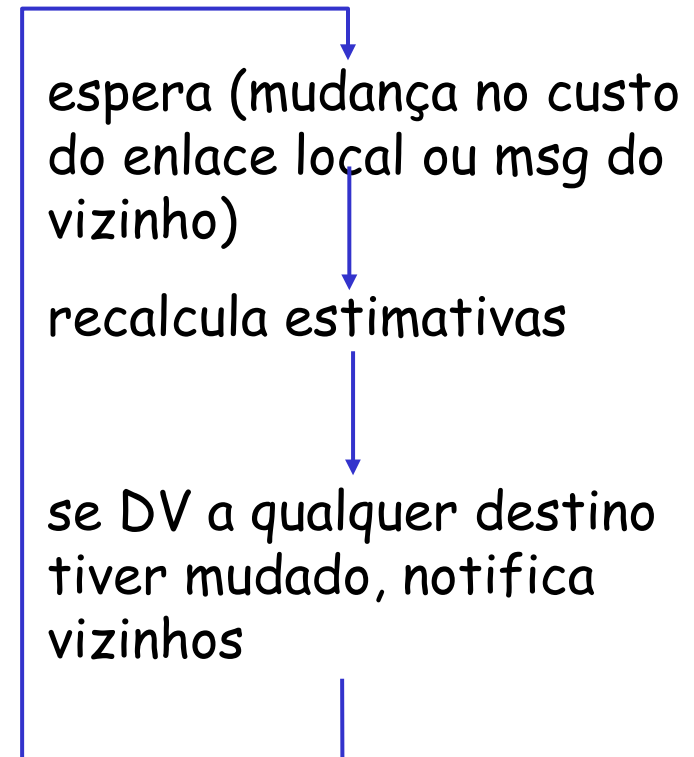 espera (mudança no custo
do enlace local ou msg do
vizinho)
recalcula estimativas
se DV a qualquer destino
tiver mudado, notifica
vizinhos